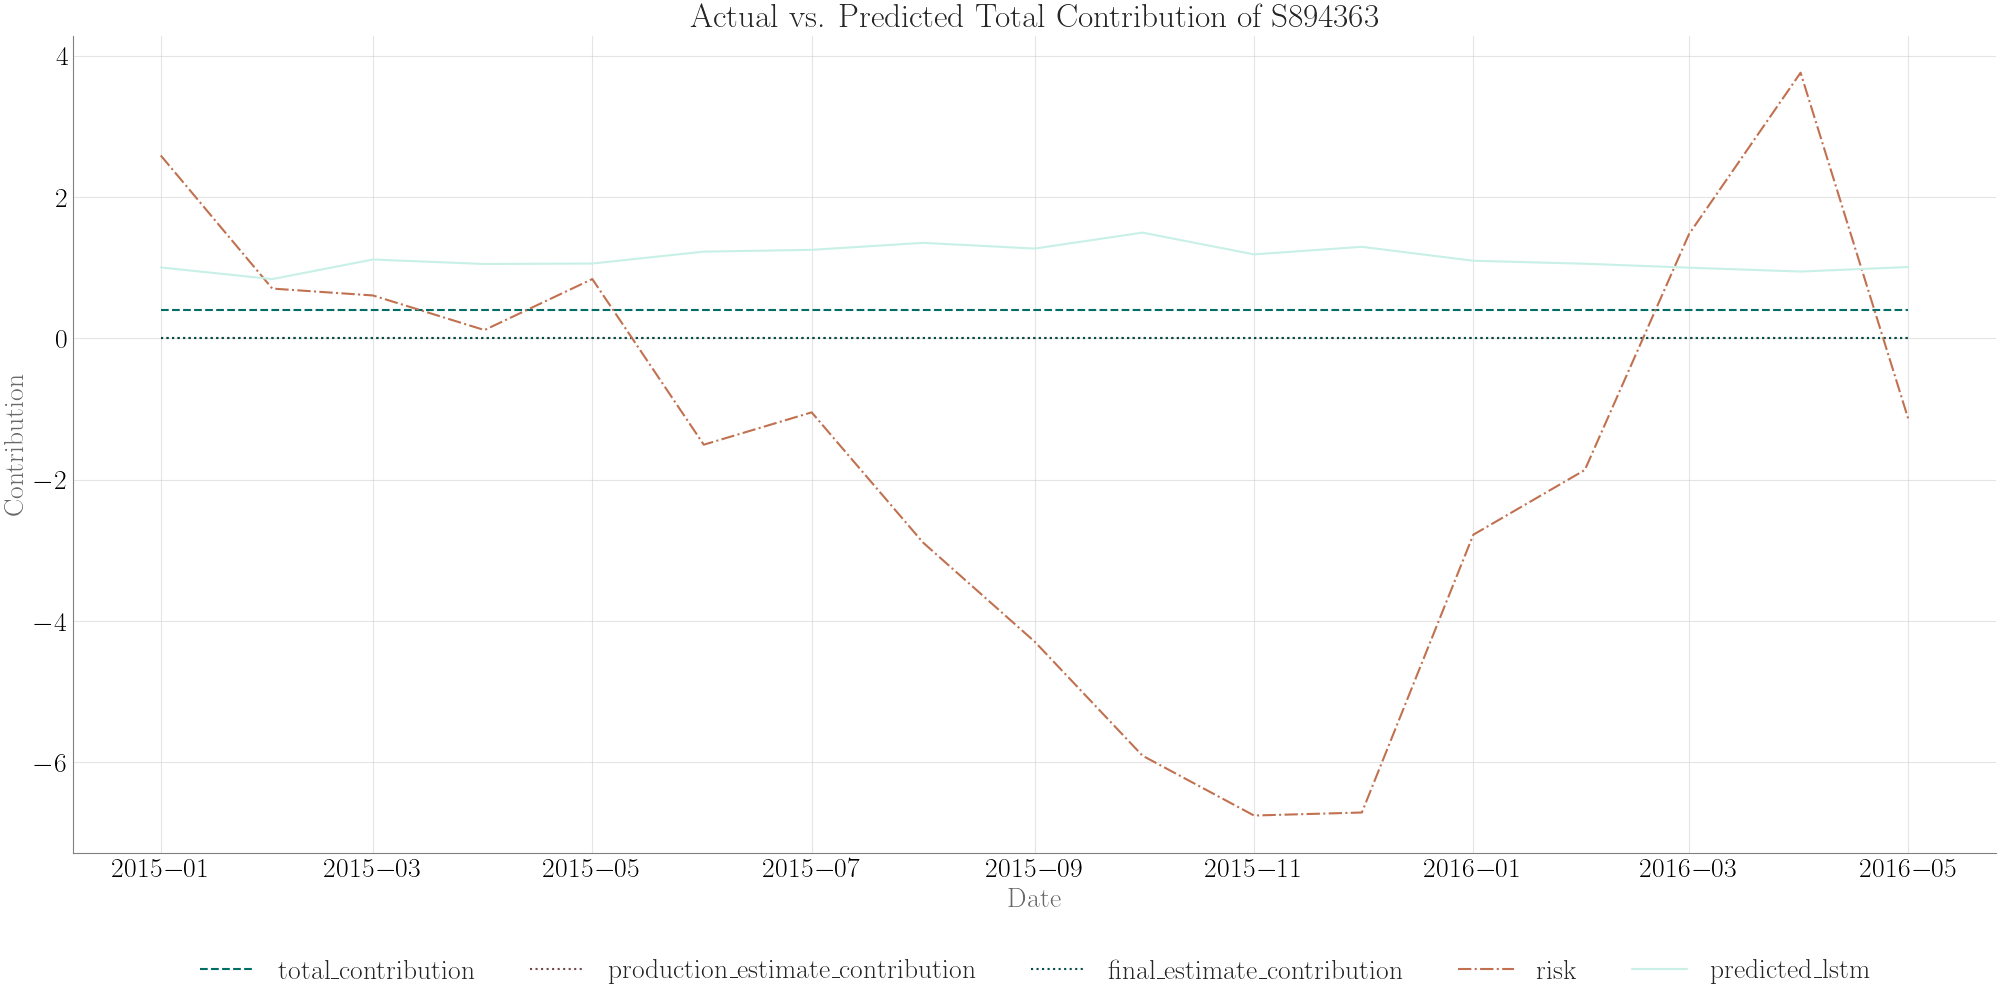 Actual vs. Predicted Total Contribution of S894363
4
2
0
−2
−4
−6
Contribution
2015−01 2015−03 2015−05 2015−07 2015−09 2015−11 2016−01 2016−03 2016−05
Date
total_contribution production_estimate_contribution final_estimate_contribution risk predicted_lstm